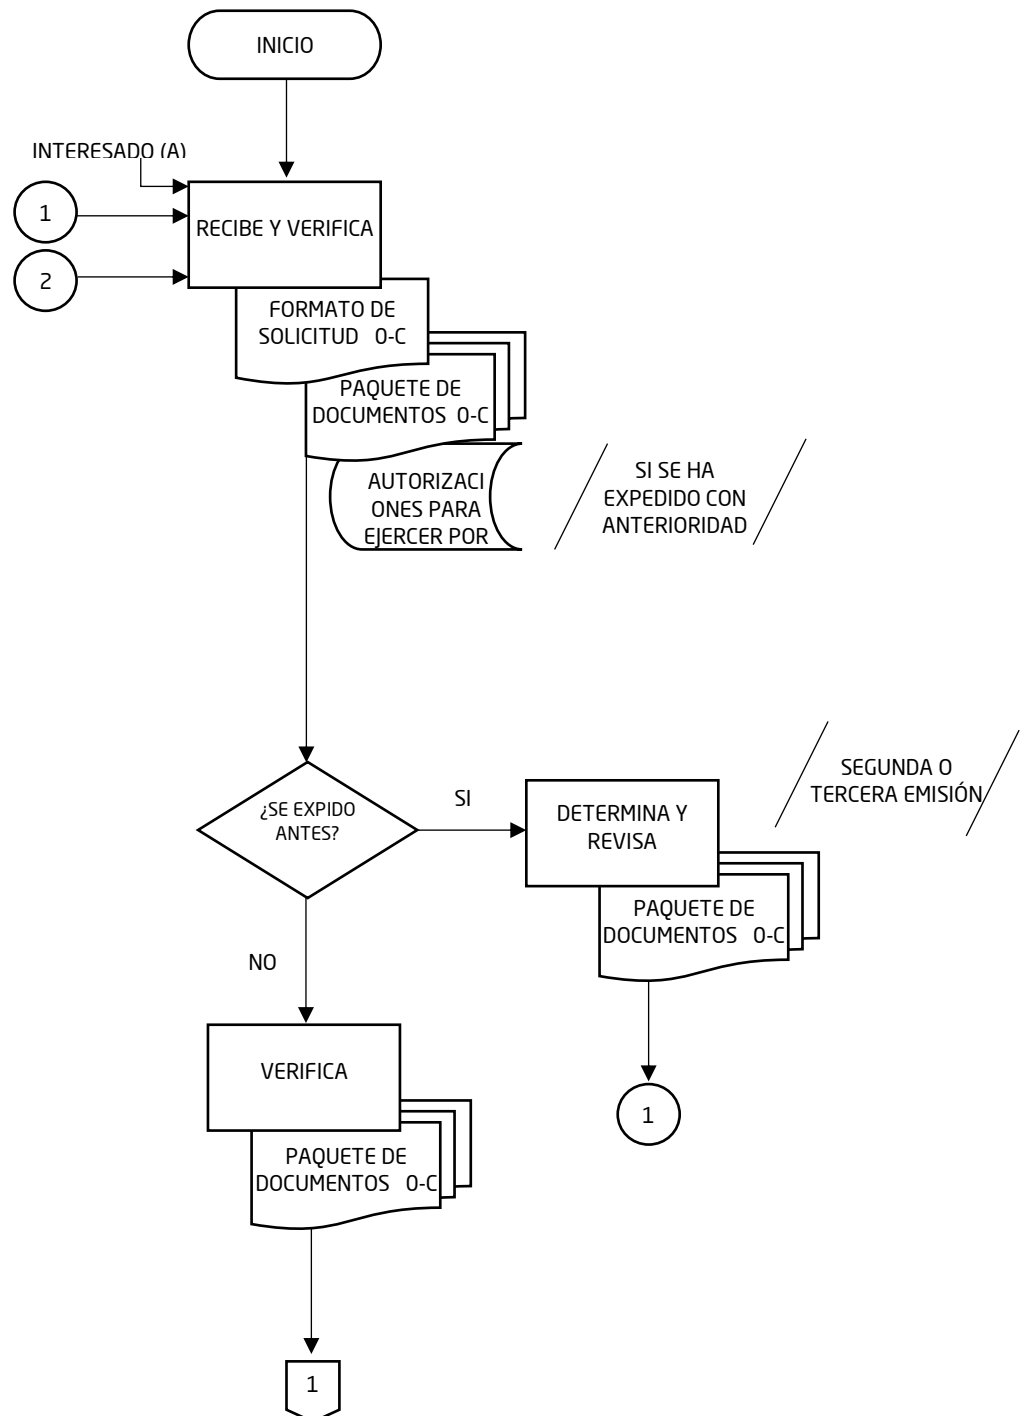 INICIO
INTERESADO (A)
1
RECIBE Y VERIFICA
2
FORMATO DE
SOLICITUD 0-C
PAQUETE DE
DOCUMENTOS 0-C
AUTORIZACI
ONES PARA
EJERCER POR
SI SE HA
EXPEDIDO CON
ANTERIORIDAD
¿SE EXPIDO
ANTES?
SI
DETERMINA Y
REVISA
SEGUNDA O
TERCERA EMISIÓN
PAQUETE DE
DOCUMENTOS 0-C
NO
1
VERIFICA
PAQUETE DE
DOCUMENTOS 0-C
1